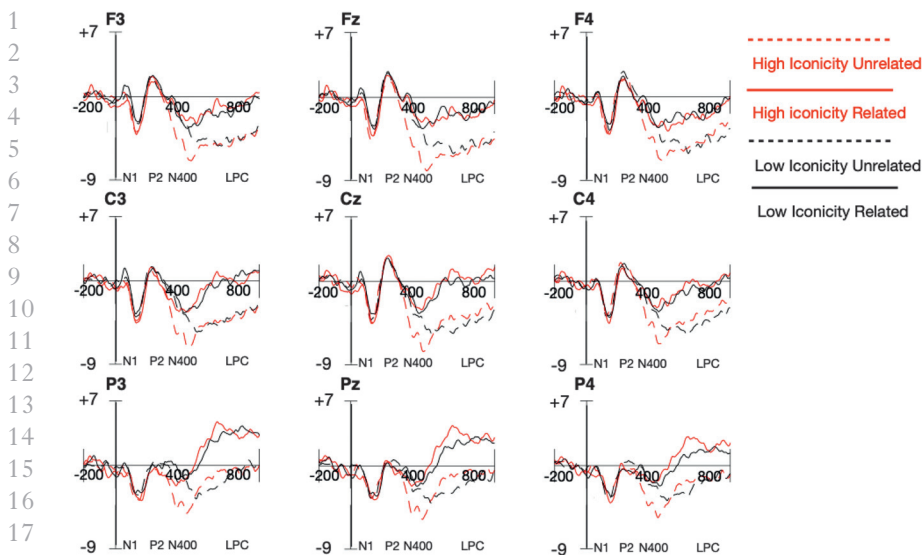 1
2
3
4
5
6
7
8
9
10
11
12
13
14
15
16
17
F3
+7
-200
400
800
-9
N1 P2 N400 LPC
Fz
+7
-200
400
800
-9
N1 P2 N400 LPC
F4
+7
-200
400
800
-9
N1 P2 N400 LPC
C3
+7
-200
400
800
-9
N1 P2 N400 LPC
Cz
+7
-200
400
800
-9
N1 P2 N400 LPC
C4
+7
-200
400
800
-9
N1 P2 N400 LPC
P3
+7
-200
400
800
-9
N1 P2 N400 LPC
Pz
+7
-200
400
800
-9
N1 P2 N400 LPC
P4
+7
-200
400
800
-9
N1 P2 N400 LPC
High Iconicity Unrelated
High iconicity Related
Low Iconicity Unrelated
Low Iconicity Related